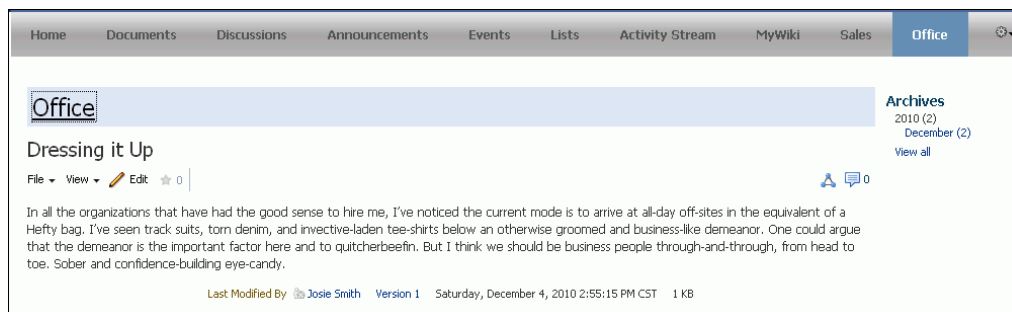 Home Documents Discussions Announcements Events Lists Activity Stream MyWiki Sales Office
Office
Archives
2010 (2)
December (2)
View all
Dressing it Up
File View Edit 0 0
In all the organizations that have had the good sense to hire me, I've noticed the current mode is to arrive at all-day off-sites in the equivalent of a
Hefty bag. I've seen track suits, torn denim, and invective-laden tee-shirts below an otherwise groomed and business-like demeanor. One could argue
that the demeanor is the important factor here and to quitcherbeefin. But I think we should be business people through-and-through, from head to
toe. Sober and confidence-building eye-candy.
Last Modified By Josie Smith Version 1 Saturday, December 4, 2010 2:55:15 PM CST 1 KB